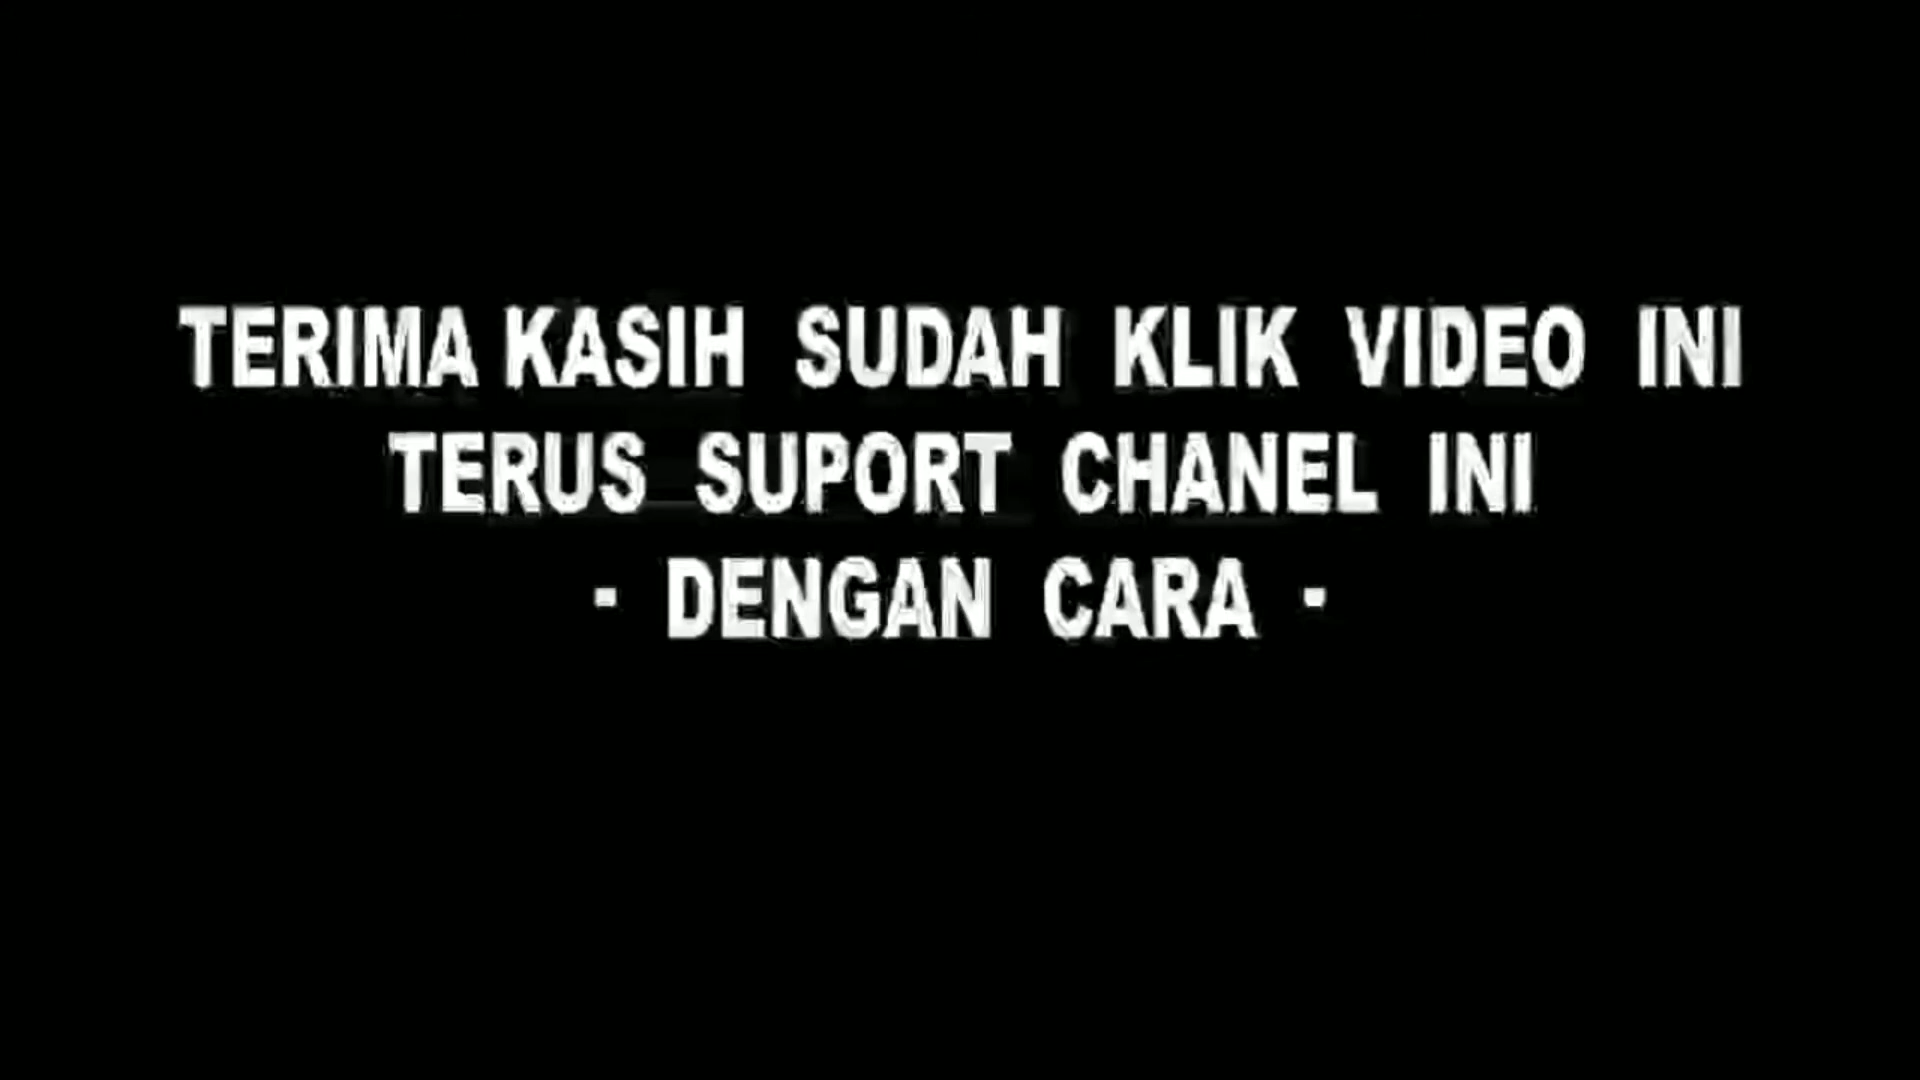 TERIMA KASIH SUDAH KLIK VIDEO INI
TERUS SUPORT CHANEL INI
- DENGAN CARA -